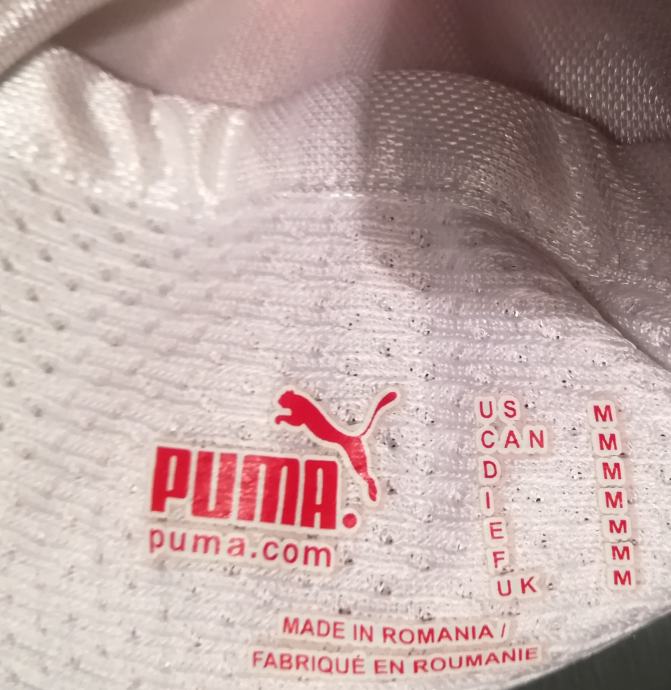 PUMA.
puma.com
US M
CAN M
D M
I M
E M
F M
UK M
MADE IN ROMANIA /
FABRIQUÉ EN ROUMANIE